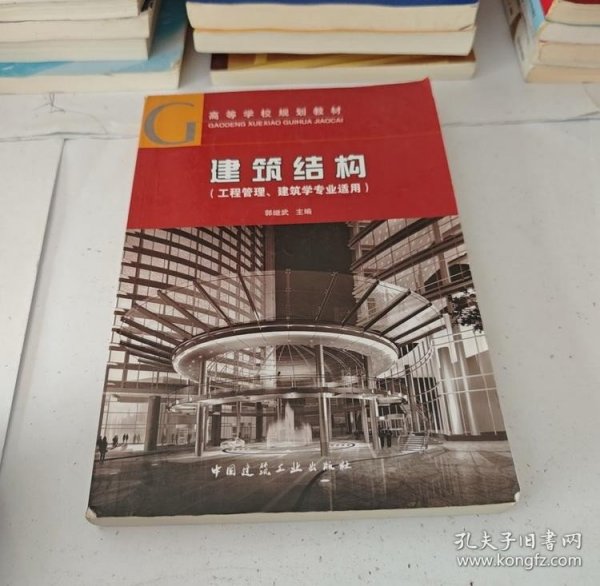 G
高等学校规划教材
GAODENG XUEXIAO GUIHUA JIAOCAI
建筑结构
(工程管理、建筑学专业适用)
郭继武 主编
中国建筑工业出版社
孔夫子旧书网
www.kongfz.com